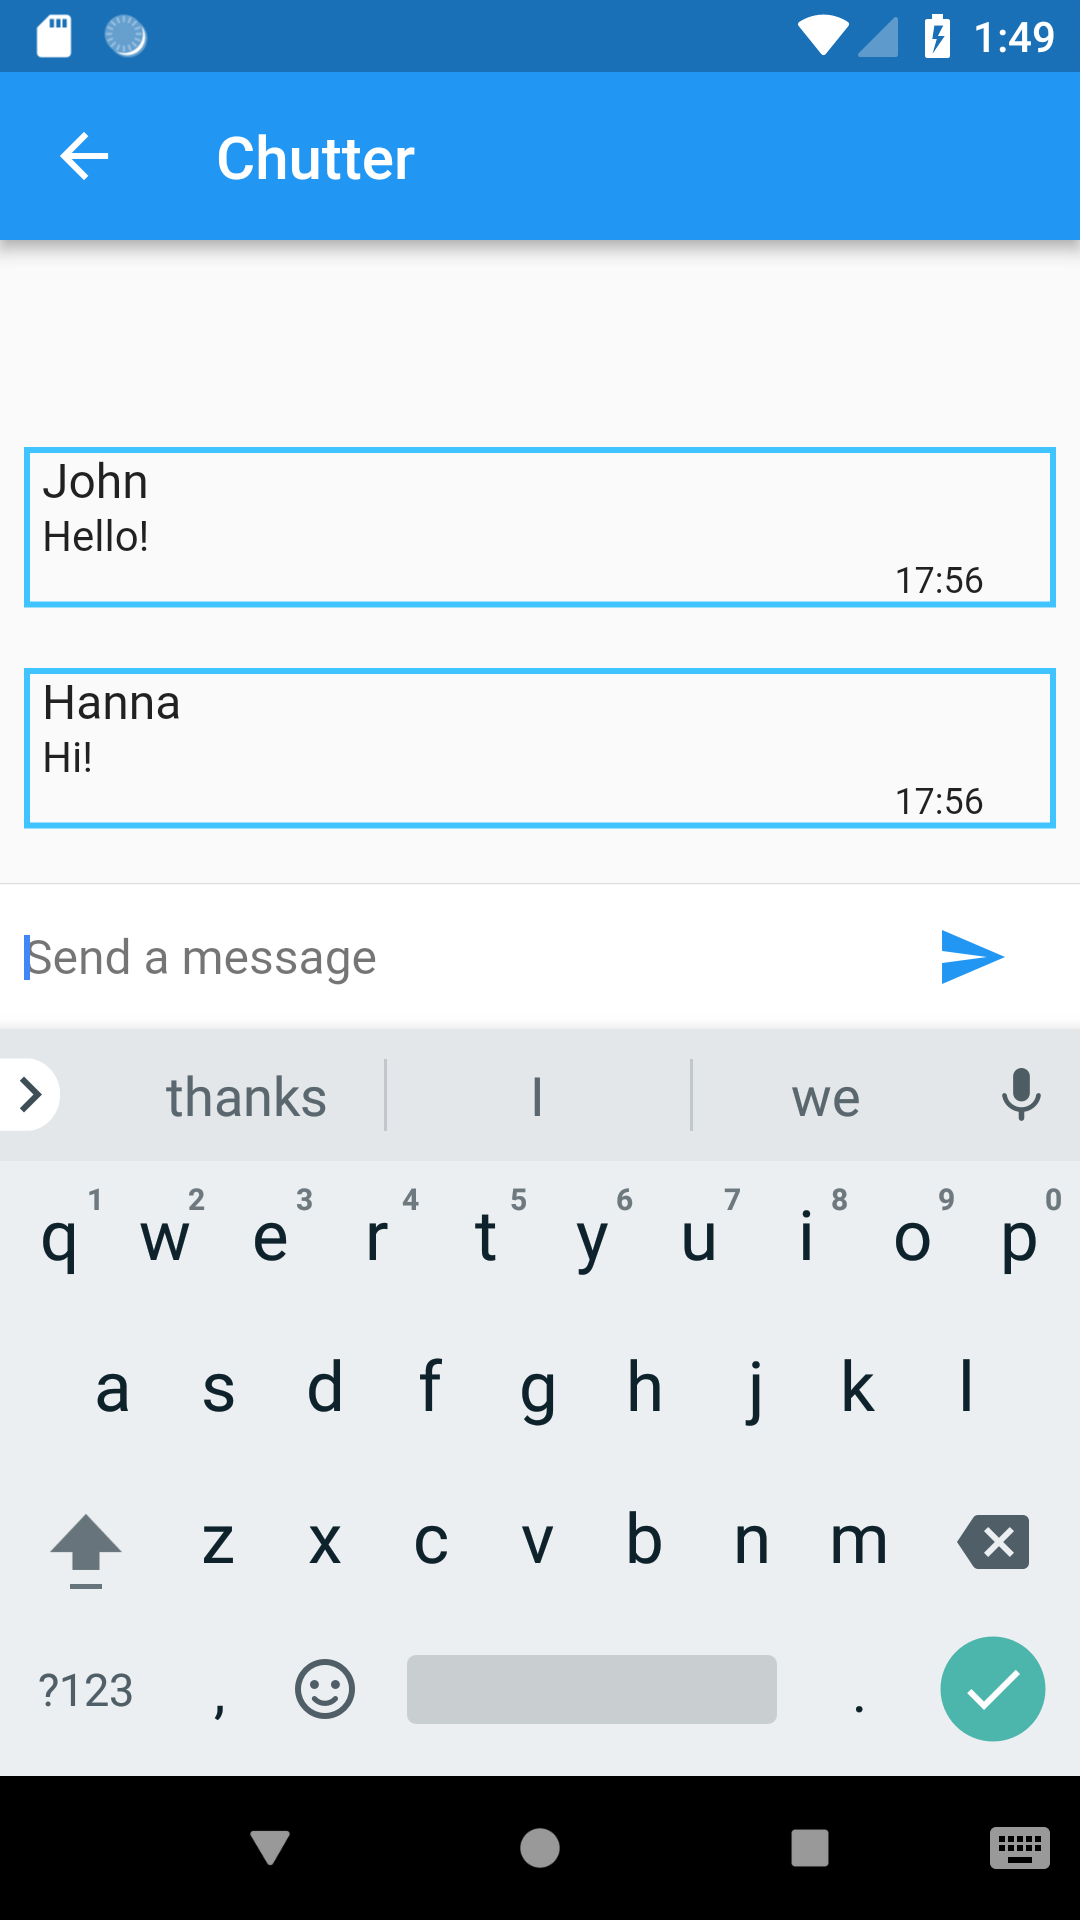 1:49
Chutter
John
Hello!
17:56
Hanna
Hi!
17:56
Send a message
thanks I we
1 2 3 4 5 6 7 8 9 0
q w e r t y u i o p
a s d f g h j k l
z x c v b n m
?123 , .